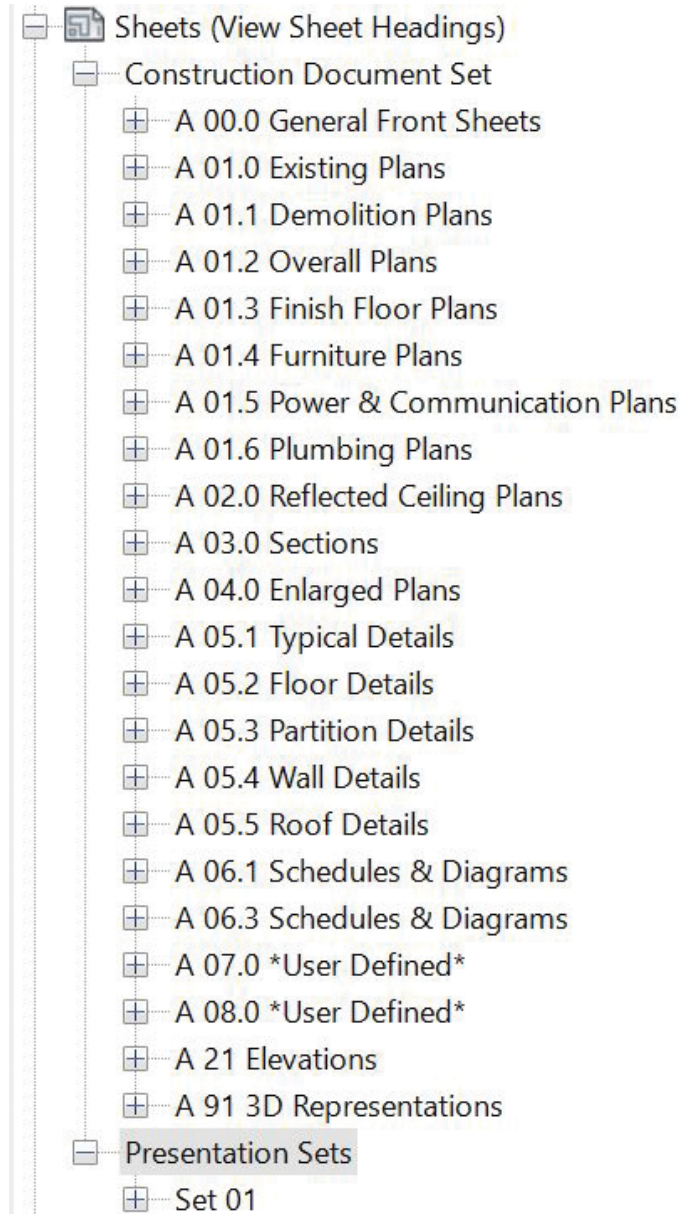 Sheets (View Sheet Headings)
Construction Document Set
A 00.0 General Front Sheets
A 01.0 Existing Plans
A 01.1 Demolition Plans
A 01.2 Overall Plans
A 01.3 Finish Floor Plans
A 01.4 Furniture Plans
A 01.5 Power & Communication Plans
A 01.6 Plumbing Plans
A 02.0 Reflected Ceiling Plans
A 03.0 Sections
A 04.0 Enlarged Plans
A 05.1 Typical Details
A 05.2 Floor Details
A 05.3 Partition Details
A 05.4 Wall Details
A 05.5 Roof Details
A 06.1 Schedules & Diagrams
A 06.3 Schedules & Diagrams
A 07.0 *User Defined*
A 08.0 *User Defined*
A 21 Elevations
A 91 3D Representations
Presentation Sets
Set 01